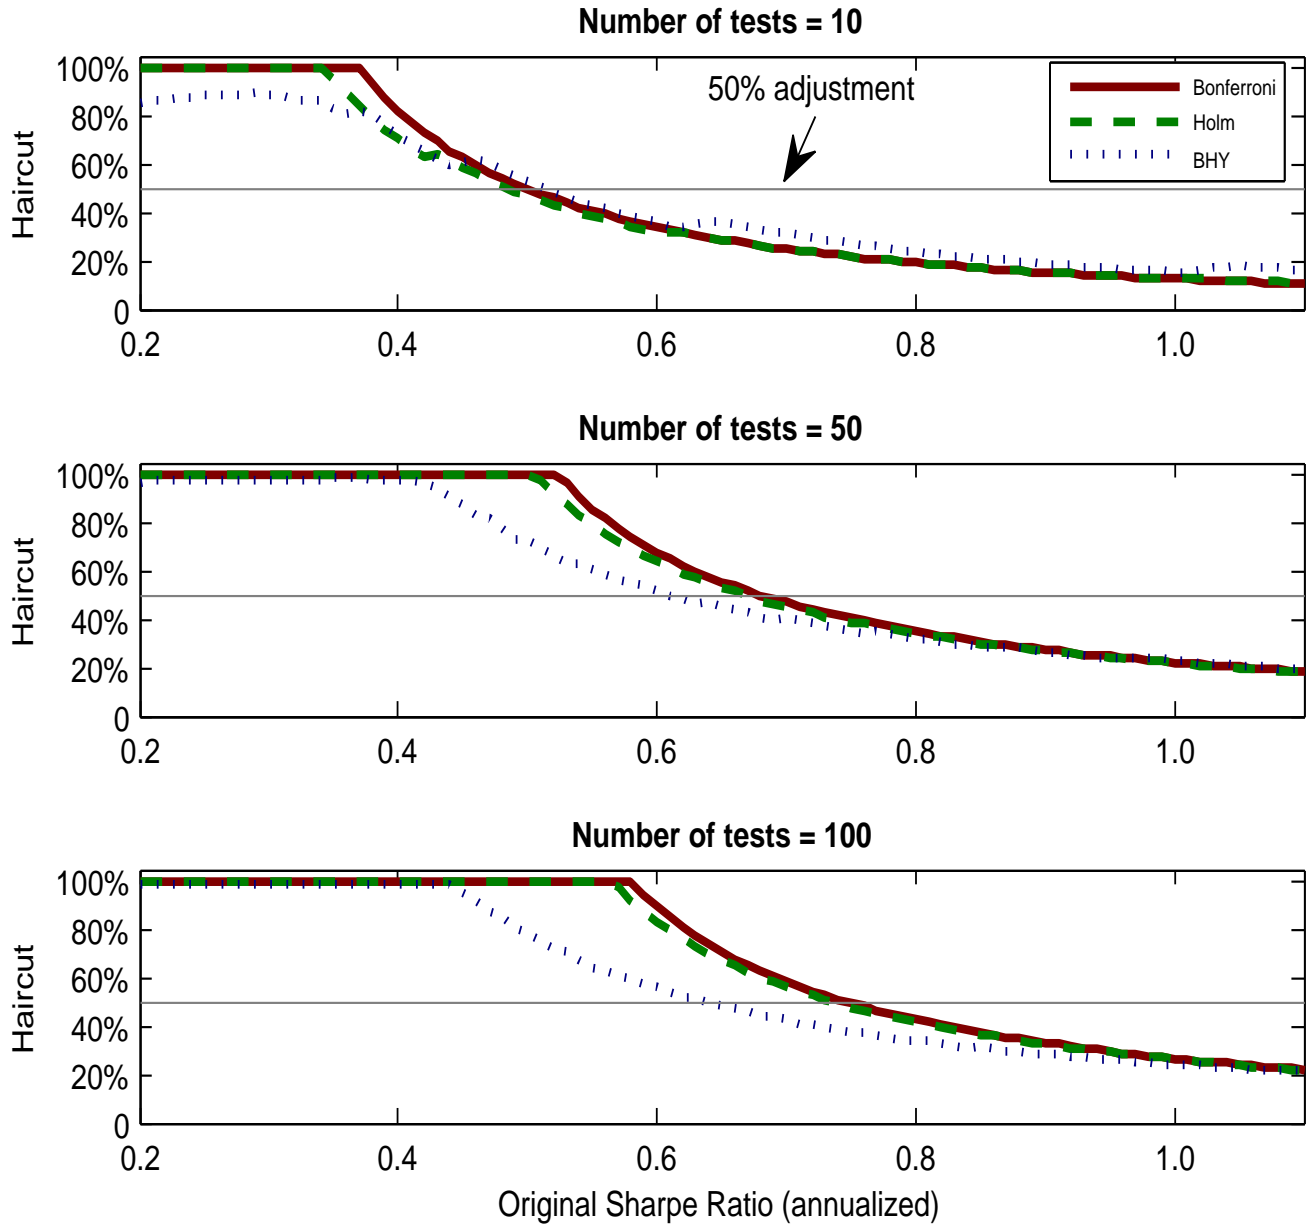 Number of tests = 10
100%
80%
60%
40%
20%
0
Haircut
50% adjustment
Bonferroni
Holm
BHY
0.2 0.4 0.6 0.8 1.0
Number of tests = 50
100%
80%
60%
40%
20%
0
Haircut
0.2 0.4 0.6 0.8 1.0
Number of tests = 100
100%
80%
60%
40%
20%
0
Haircut
0.2 0.4 0.6 0.8 1.0
Original Sharpe Ratio (annualized)